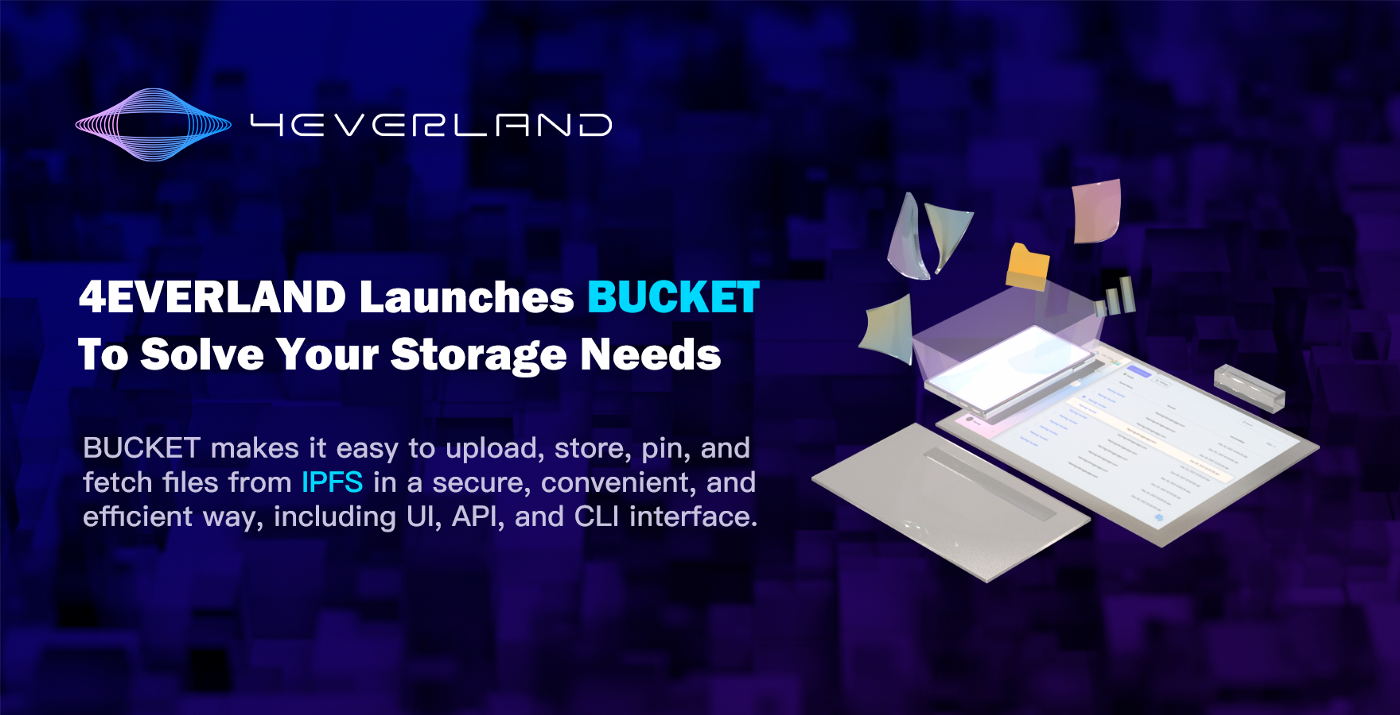 4EVERLAND
4EVERLAND Launches BUCKET
To Solve Your Storage Needs
BUCKET makes it easy to upload, store, pin, and
fetch files from IPFS in a secure, convenient, and
efficient way, including UI, API, and CLI interface.